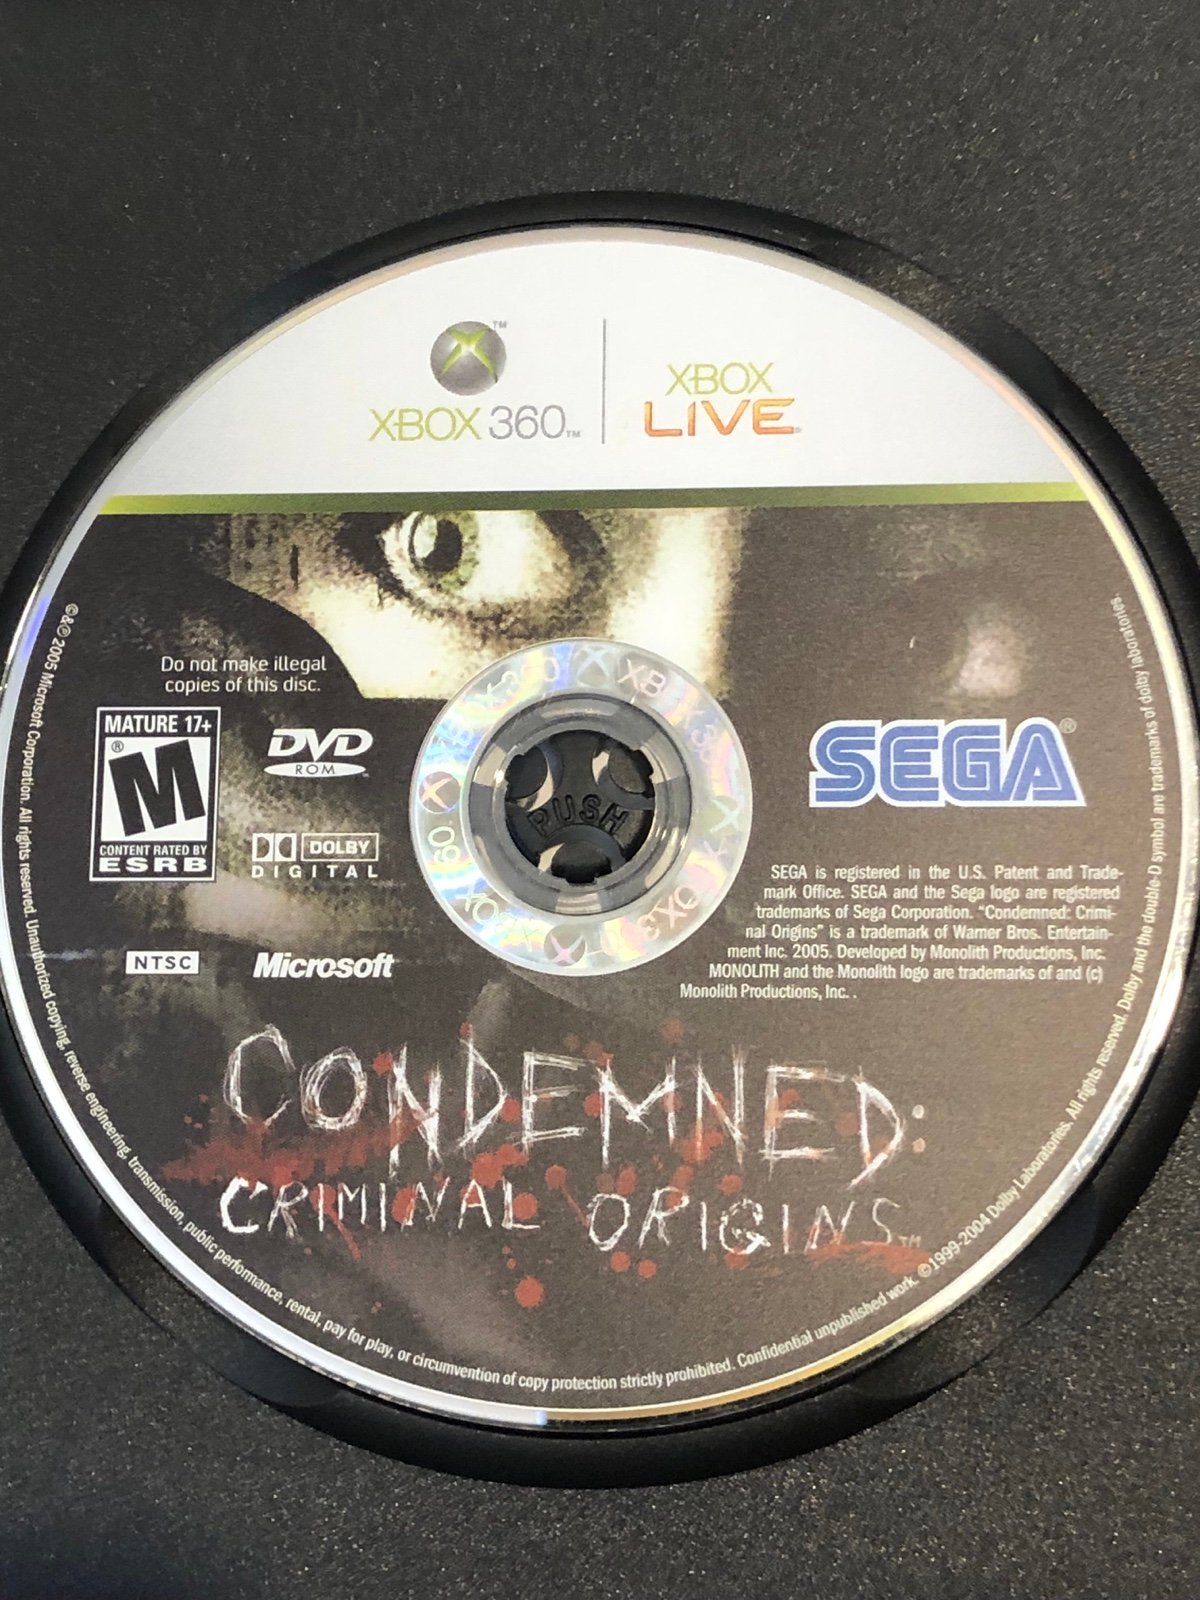 XBOX 360™
XBOX
LIVE®
Do not make illegal
copies of this disc.
MATURE 17+
M®
CONTENT RATED BY
ESRB
DVD
ROM
DOLBY
DIGITAL
NTSC
Microsoft
PUSH
SEGA®
SEGA is registered in the U.S. Patent and Trade-
mark Office. SEGA and the Sega logo are registered
trademarks of Sega Corporation. "Condemned: Crimi-
nal Origins" is a trademark of Warner Bros. Entertain-
ment Inc. 2005. Developed by Monolith Productions, Inc.
MONOLITH and the Monolith logo are trademarks of and (c)
Monolith Productions, Inc. .
CONDEMNED:
CRIMINAL ORIGINS™
©&℗ 2005 Microsoft Corporation. All rights reserved. Unauthorized copying, reverse engineering, transmission, public performance, rental, pay for play, or circumvention of copy protection strictly prohibited. Confidential unpublished work. ©1999-2004 Dolby Laboratories. All rights reserved. Dolby and the double-D symbol are trademarks of dolby laboratories.